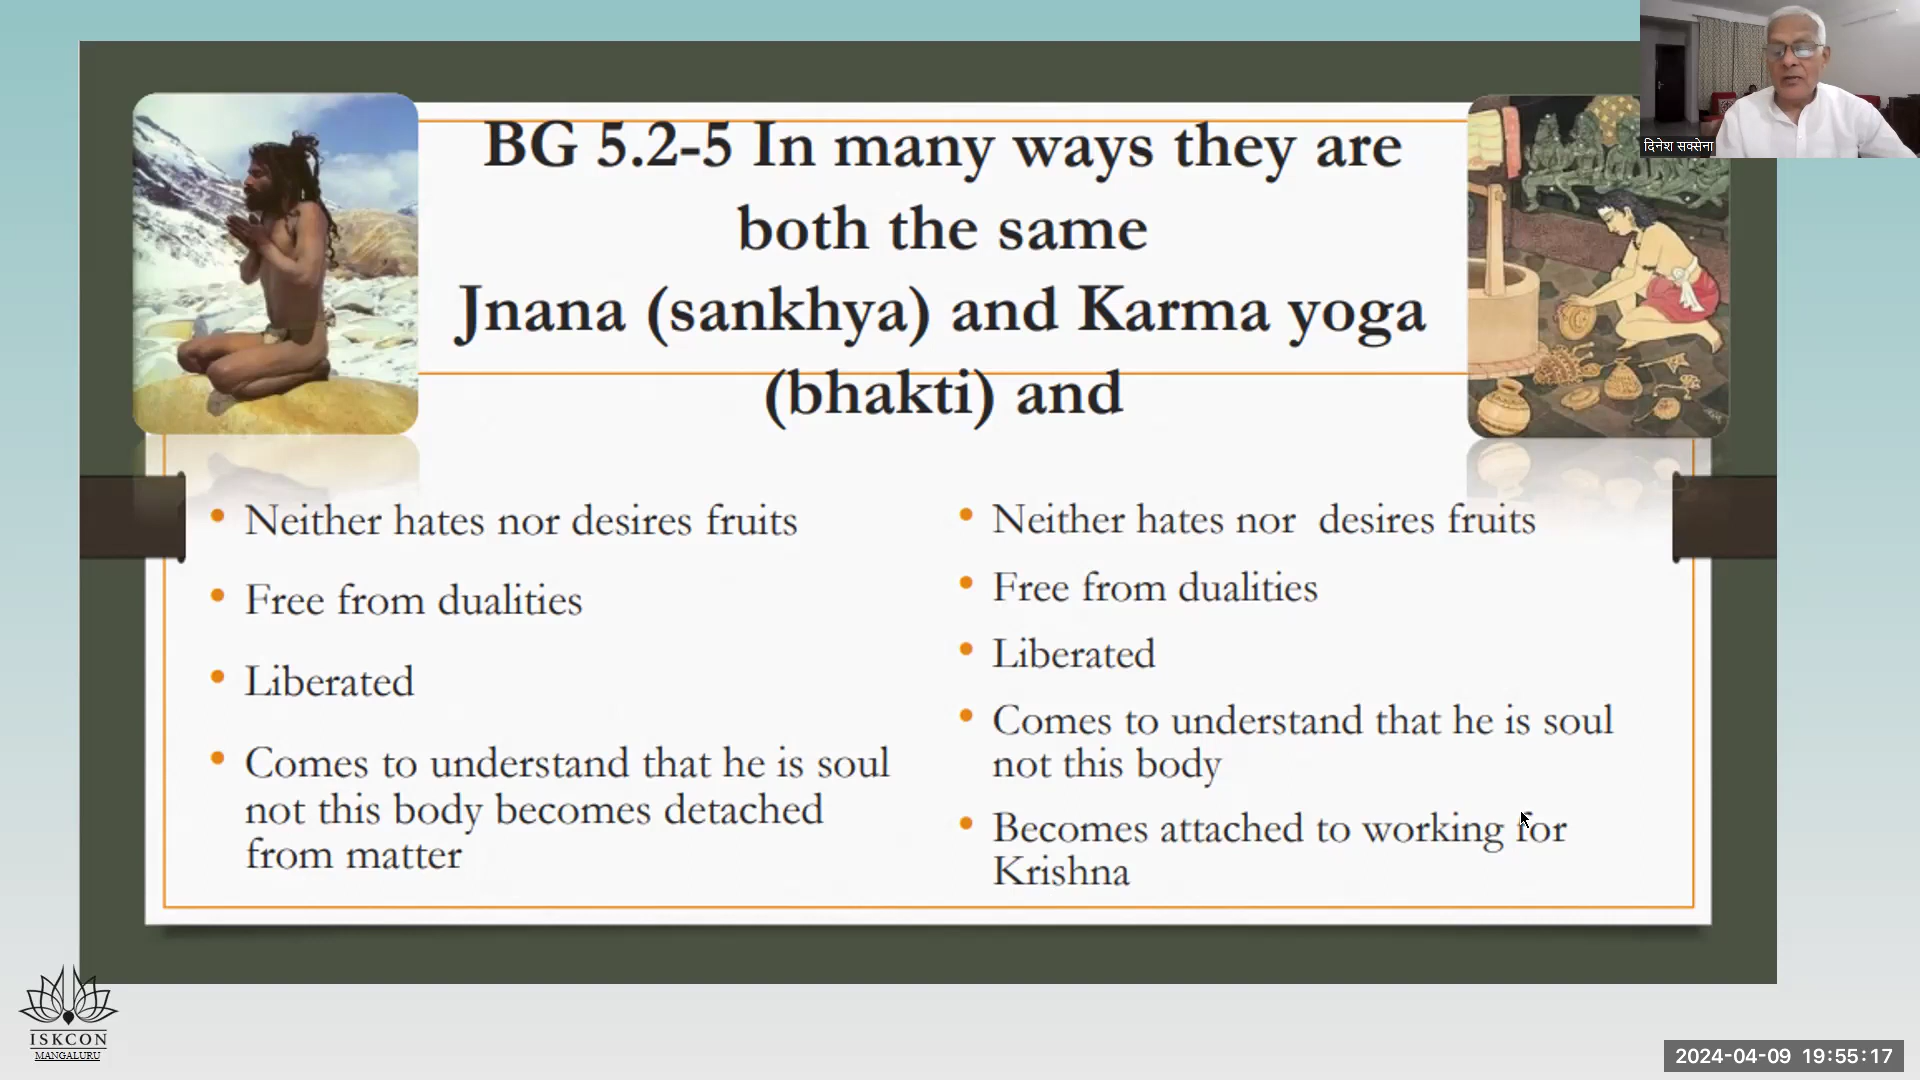 BG 5.2-5 In many ways they are
both the same
Jnana (sankhya) and Karma yoga
(bhakti) and
दिनेश सक्सेना
• Neither hates nor desires fruits
• Free from dualities
• Liberated
• Comes to understand that he is soul
not this body becomes detached
from matter
• Neither hates nor desires fruits
• Free from dualities
• Liberated
• Comes to understand that he is soul
not this body
• Becomes attached to working for
Krishna
ISKCON
MANGALURU
2024-04-09 19:55:17